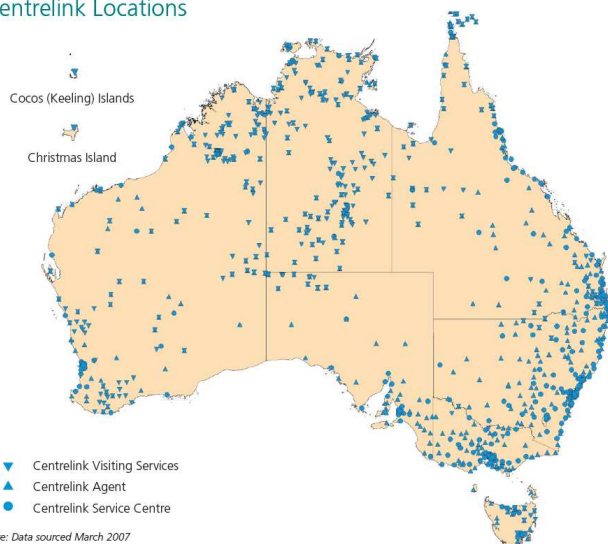 entrelink Locations
Cocos (Keeling) Islands
Christmas Island
Centrelink Visiting Services
Centrelink Agent
Centrelink Service Centre
e: Data sourced March 2007